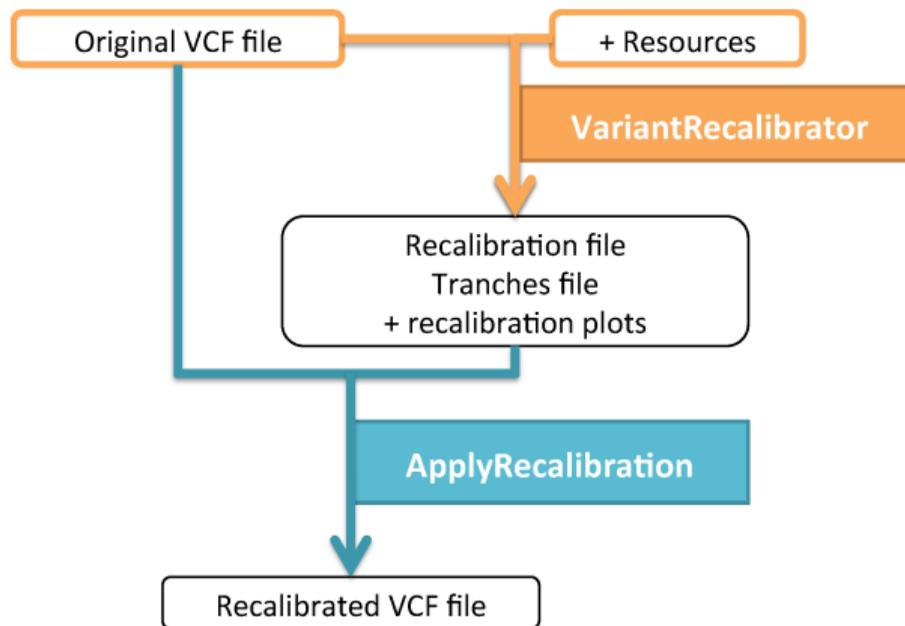 Original VCF file
+ Resources
VariantRecalibrator
Recalibration file
Tranches file
+ recalibration plots
ApplyRecalibration
Recalibrated VCF file